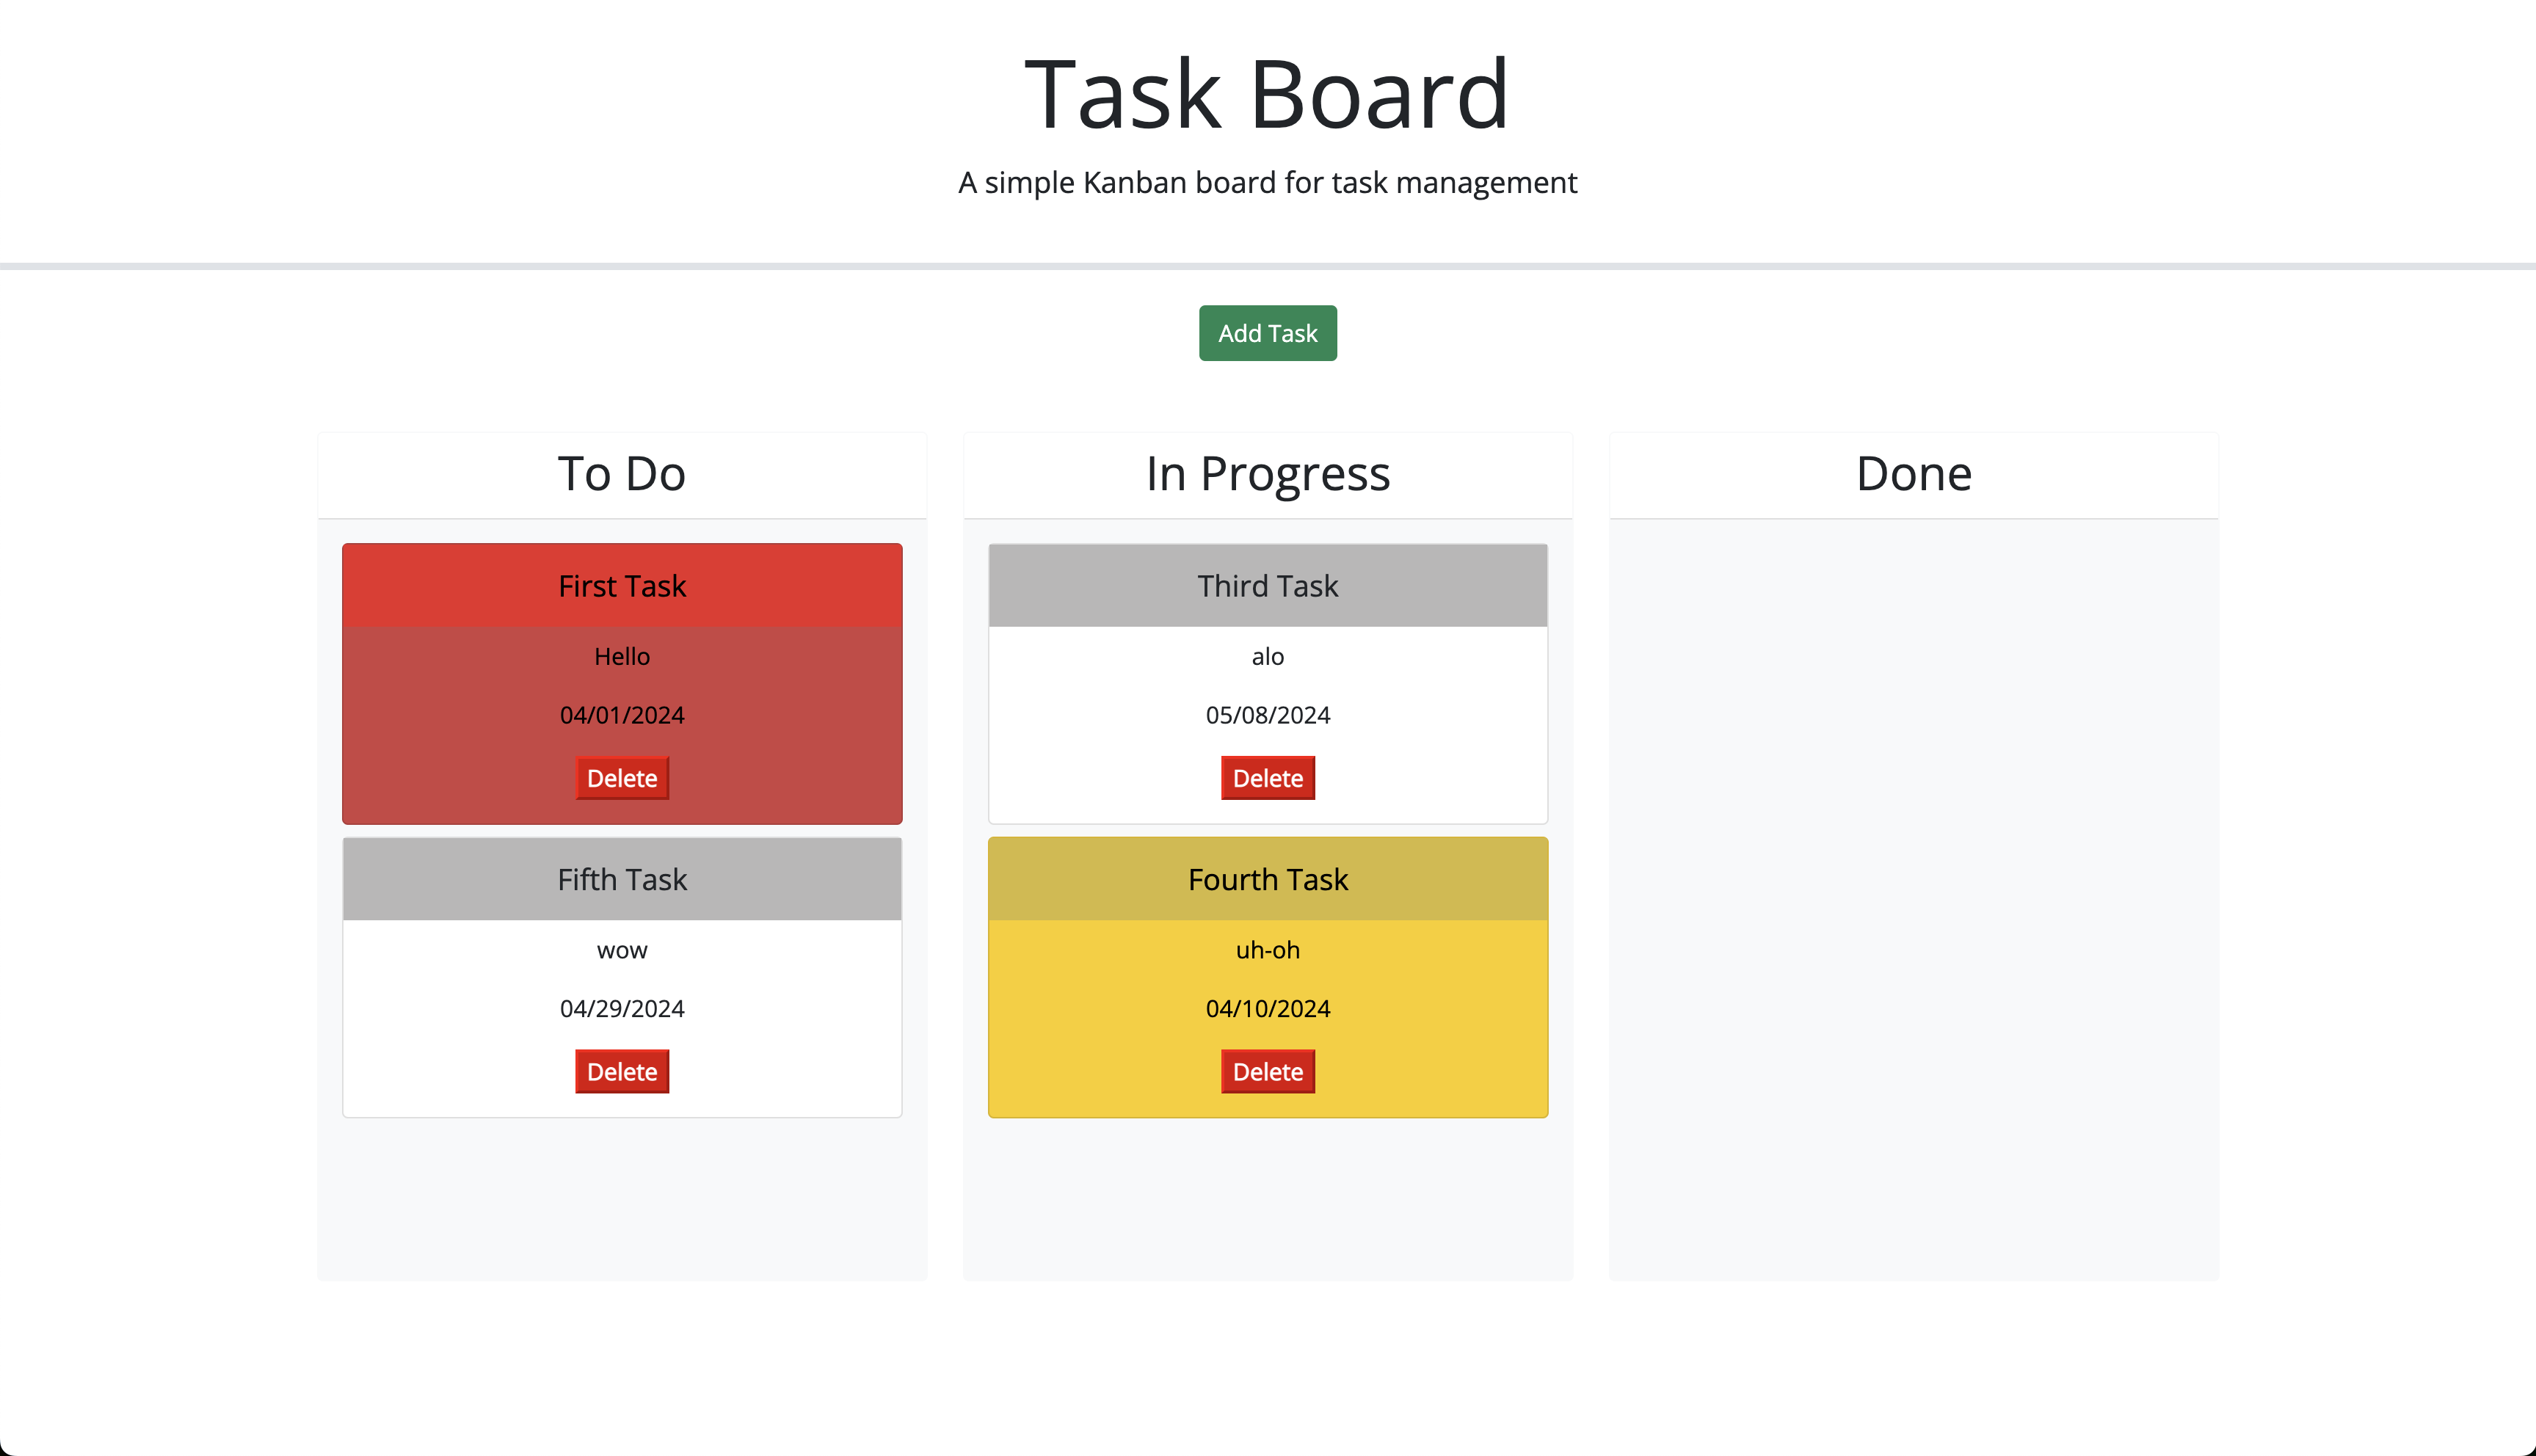 Task Board
A simple Kanban board for task management
Add Task
To Do
First Task
Hello
04/01/2024
Delete
Fifth Task
wow
04/29/2024
Delete
In Progress
Third Task
alo
05/08/2024
Delete
Fourth Task
uh-oh
04/10/2024
Delete
Done